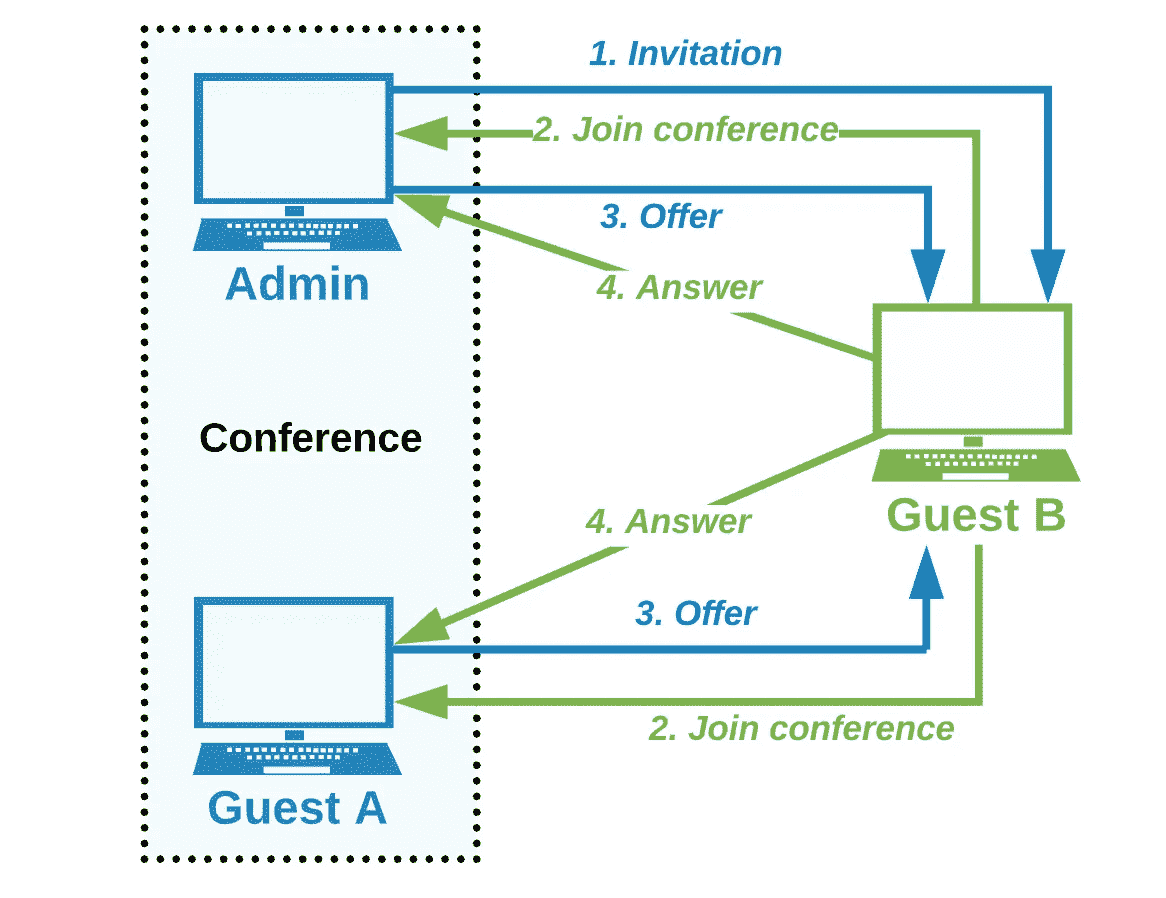 1. Invitation
2. Join conference
3. Offer
Admin
4. Answer
Conference
Guest B
4. Answer
3. Offer
2. Join conference
Guest A